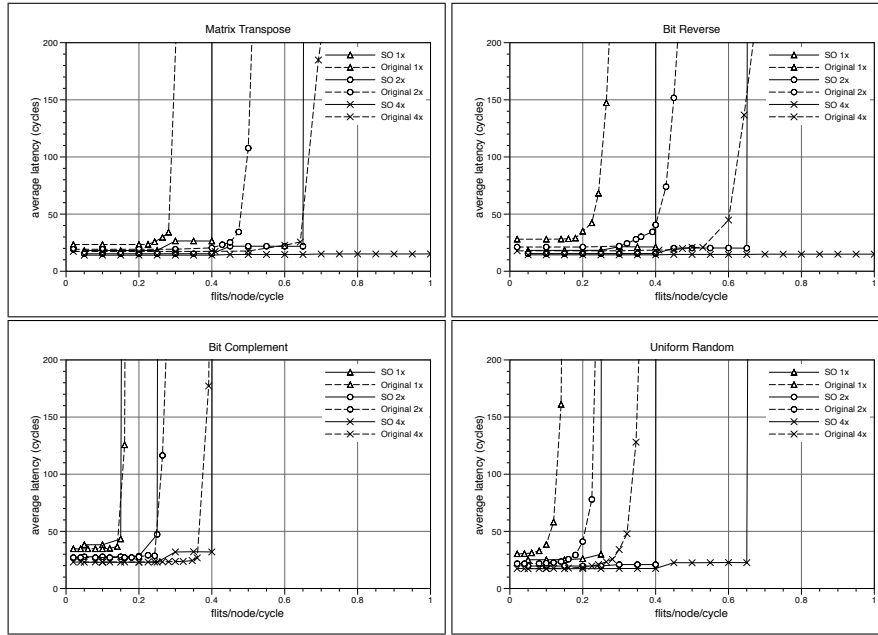 Matrix Transpose
200
150
100
50
0
average latency (cycles)
SO 1x
Original 1x
SO 2x
Original 2x
SO 4x
Original 4x
0 0.2 0.4 0.6 0.8 1
flits/node/cycle
Bit Reverse
200
150
100
50
0
average latency (cycles)
SO 1x
Original 1x
SO 2x
Original 2x
SO 4x
Original 4x
0 0.2 0.4 0.6 0.8 1
flits/node/cycle
Bit Complement
200
150
100
50
0
average latency (cycles)
SO 1x
Original 1x
SO 2x
Original 2x
SO 4x
Original 4x
0 0.2 0.4 0.6 0.8 1
flits/node/cycle
Uniform Random
200
150
100
50
0
average latency (cycles)
SO 1x
Original 1x
SO 2x
Original 2x
SO 4x
Original 4x
0 0.2 0.4 0.6 0.8 1
flits/node/cycle